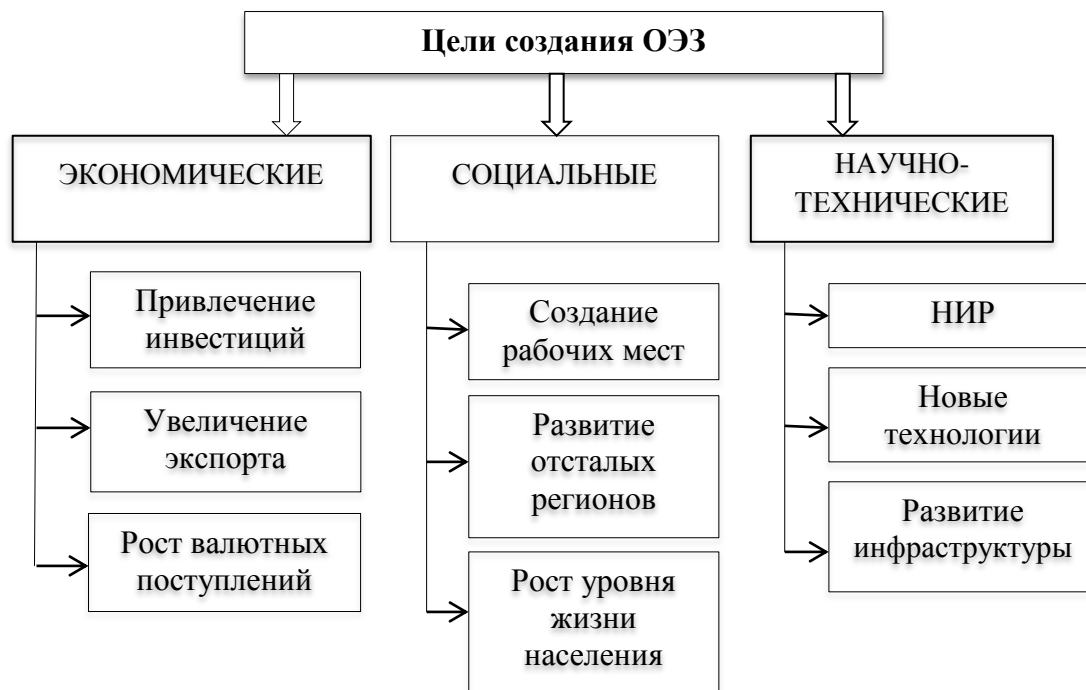 Цели создания ОЭЗ
ЭКОНОМИЧЕСКИЕ
Привлечение
инвестиций
Увеличение
экспорта
Рост валютных
поступлений
СОЦИАЛЬНЫЕ
Создание
рабочих мест
Развитие
отсталых
регионов
Рост уровня
жизни
населения
НАУЧНО-
ТЕХНИЧЕСКИЕ
НИР
Новые
технологии
Развитие
инфраструктуры